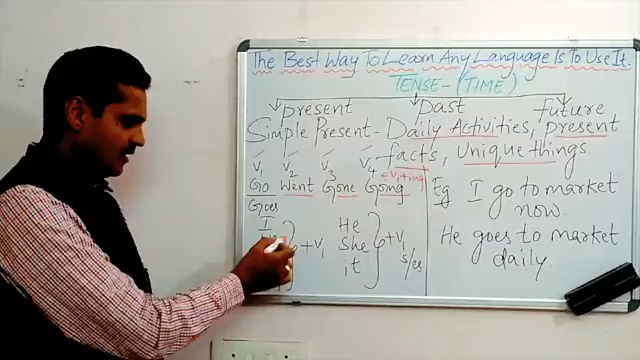 The Best Way To Learn Any Language Is To Use It.
TENSE - (TIME)
present Past future
Simple Present - Daily Activities, present
facts, Unique things.
V1 V2 V3 V4 = V1+ing
Go Went Gone Going
Goes
I
+V1
He
She
it
+V1
s/es
Eg: I go to market
now.
He goes to market
daily.